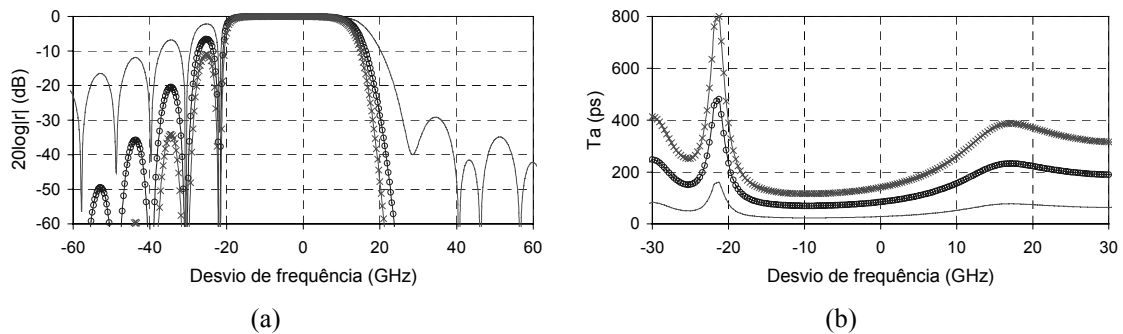 20log|r| (dB)
0
-10
-20
-30
-40
-50
-60
-60 -40 -20 0 20 40 60
Desvio de frequência (GHz)
(a)
Ta (ps)
800
600
400
200
0
-30 -20 -10 0 10 20 30
Desvio de frequência (GHz)
(b)